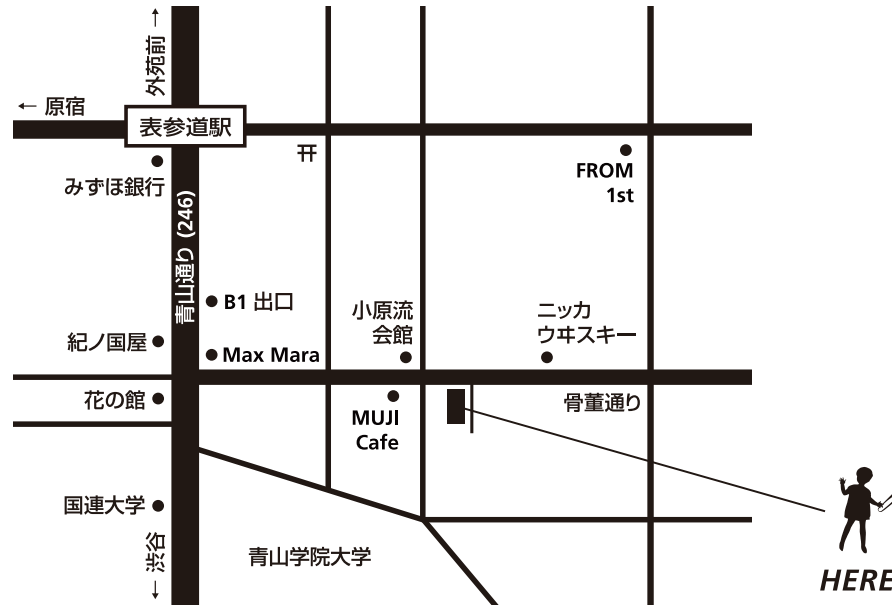 ← 外苑前
← 原宿
表参道駅
FROM
1st
みずほ銀行
青山通り (246)
B1 出口
小原流
会館
ニッカ
ウヰスキー
紀ノ国屋
Max Mara
花の館
MUJI
Cafe
骨董通り
国連大学
青山学院大学
← 渋谷
HERE